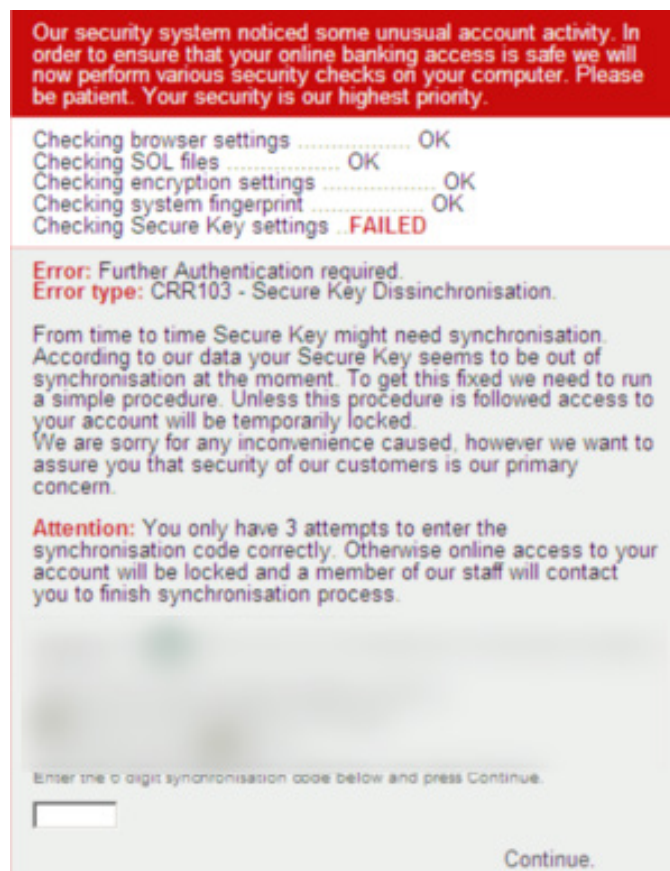 Our security system noticed some unusual account activity. In
order to ensure that your online banking access is safe we will
now perform various security checks on your computer. Please
be patient. Your security is our highest priority.
Checking browser settings ................. OK
Checking SOL files ................. OK
Checking encryption settings ................. OK
Checking system fingerprint ................. OK
Checking Secure Key settings ..FAILED
Error: Further Authentication required.
Error type: CRR103 - Secure Key Dissinchronisation.
From time to time Secure Key might need synchronisation.
According to our data your Secure Key seems to be out of
synchronisation at the moment. To get this fixed we need to run
a simple procedure. Unless this procedure is followed access to
your account will be temporarily locked.
We are sorry for any inconvenience caused, however we want to
assure you that security of our customers is our primary
concern.
Attention: You only have 3 attempts to enter the
synchronisation code correctly. Otherwise online access to your
account will be locked and a member of our staff will contact
you to finish synchronisation process.
Enter the 6 digit synchronisation code below and press Continue.
Continue.